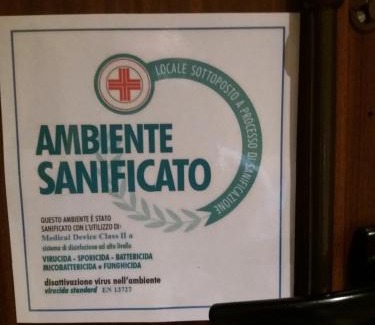 LOCALE SOTTOPOSTO A PROCESSO DI SANIFICAZIONE
AMBIENTE
SANIFICATO
QUESTO AMBIENTE È STATO
SANIFICATO CON L'UTILIZZO DI:
Medical Device Class II a
sistema di disinfezione ad alto livello
VIRUCIDA - SPORICIDA - BATTERICIDA
MICOBATTERICIDA e FUNGHICIDA
disattivazione virus nell'ambiente
virucida standard EN 13727